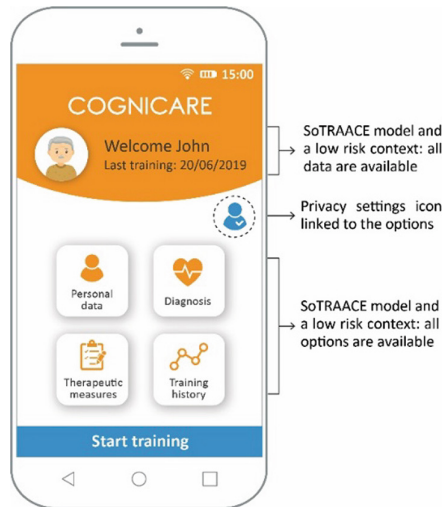 15:00
COGNICARE
Welcome John
Last training: 20/06/2019
Personal
data
Diagnosis
Therapeutic
measures
Training
history
Start training
SoTRAACE model and
a low risk context: all
data are available
Privacy settings icon
linked to the options
SoTRAACE model and
a low risk context: all
options are available